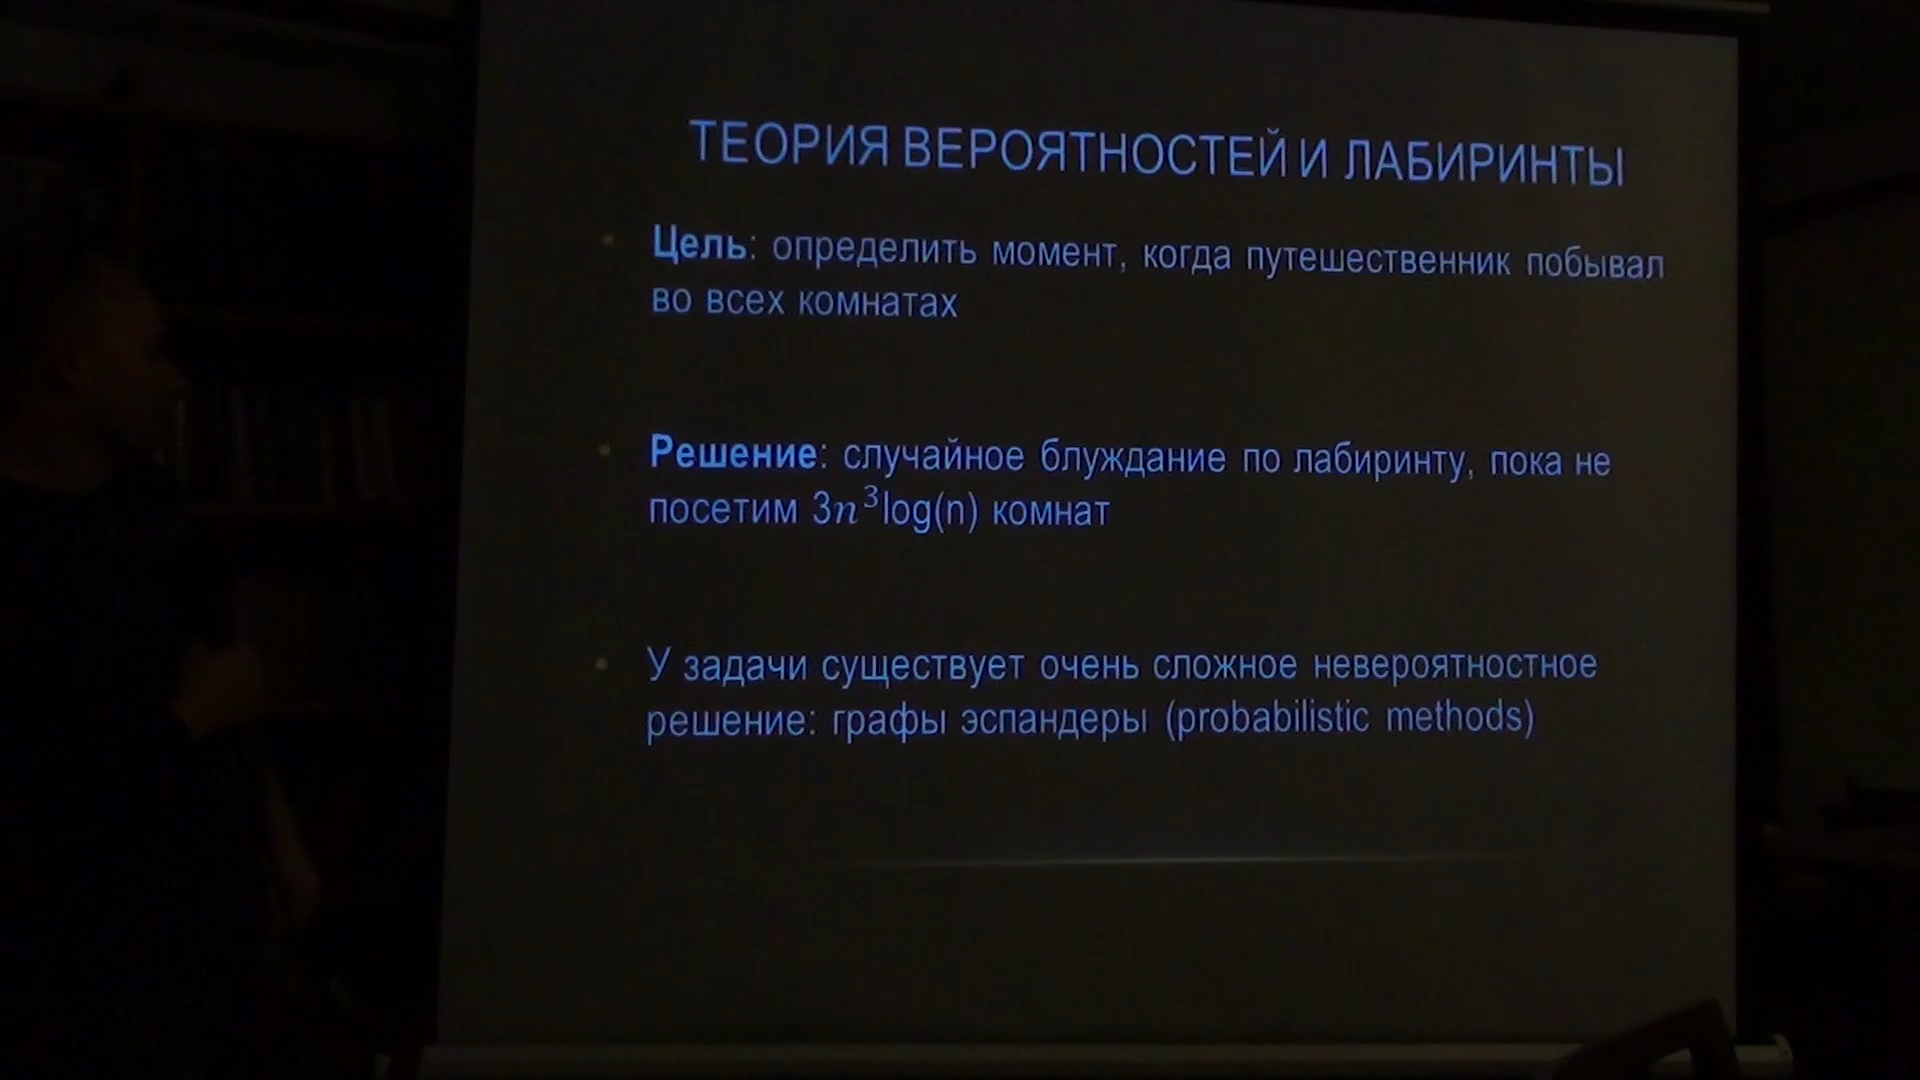 ТЕОРИЯ ВЕРОЯТНОСТЕЙ И ЛАБИРИНТЫ
• Цель: определить момент, когда путешественник побывал
во всех комнатах
• Решение: случайное блуждание по лабиринту, пока не
посетим 3n³log(n) комнат
• У задачи существует очень сложное невероятностное
решение: графы эспандеры (probabilistic methods)